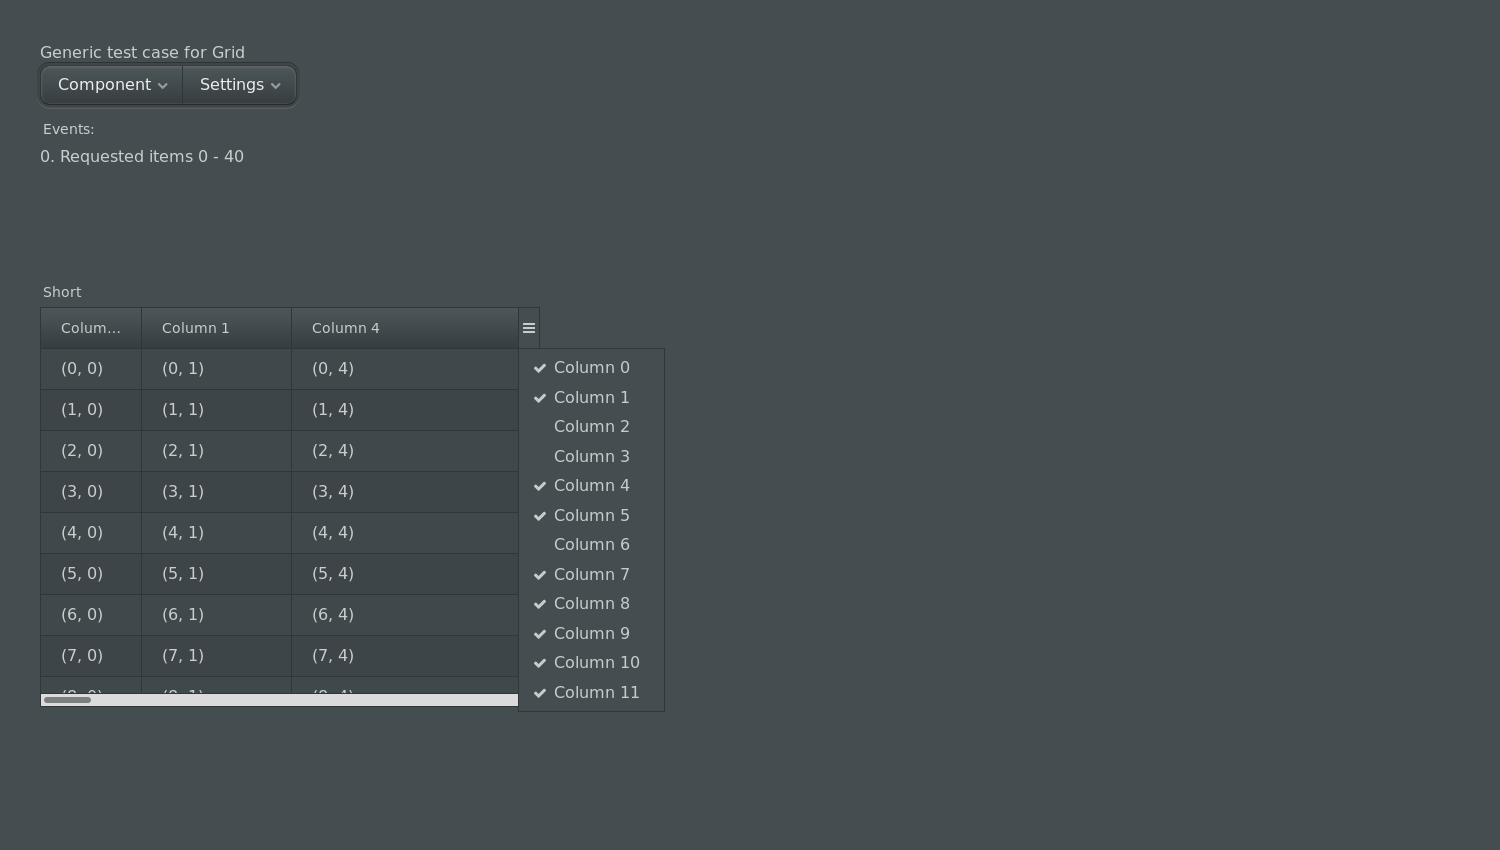 Generic test case for Grid
Component Settings
Events:
0. Requested items 0 - 40
Short
Colum... Column 1 Column 4
(0, 0) (0, 1) (0, 4) Column 0
(1, 0) (1, 1) (1, 4) Column 1
Column 2
(2, 0) (2, 1) (2, 4) Column 3
(3, 0) (3, 1) (3, 4) Column 4
Column 5
(4, 0) (4, 1) (4, 4) Column 6
(5, 0) (5, 1) (5, 4) Column 7
(6, 0) (6, 1) (6, 4) Column 8
Column 9
(7, 0) (7, 1) (7, 4) Column 10
Column 11